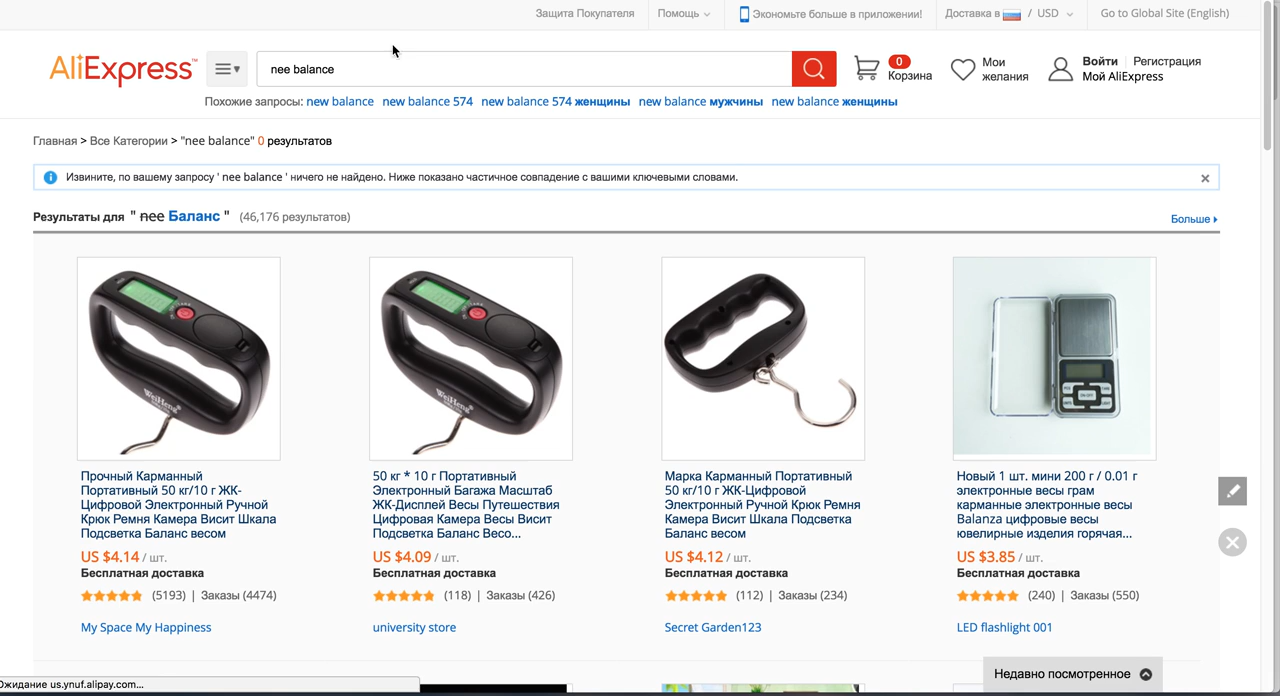 Защита Покупателя
Помощь
Экономьте больше в приложении!
Доставка в / USD
Go to Global Site (English)
AliExpress™
nee balance
0
Корзина
Мои
желания
Войти
Регистрация
Мой AliExpress
Похожие запросы: new balance new balance 574 new balance 574 женщины new balance мужчины new balance женщины
Главная > Все Категории > "nee balance" 0 результатов
Извините, по вашему запросу ' nee balance ' ничего не найдено. Ниже показано частичное совпадение с вашими ключевыми словами.
Результаты для " nee Баланс " (46,176 результатов)
Больше
WeiHeng
WeiHeng
Прочный Карманный
Портативный 50 кг/10 г ЖК-
Цифровой Электронный Ручной
Крюк Ремня Камера Висит Шкала
Подсветка Баланс весом
US $4.14 / шт.
Бесплатная доставка
(5193) | Заказы (4474)
My Space My Happiness
50 кг * 10 г Портативный
Электронный Багажа Масштаб
ЖК-Дисплей Весы Путешествия
Цифровая Камера Весы Висит
Подсветка Баланс Весо...
US $4.09 / шт.
Бесплатная доставка
(118) | Заказы (426)
university store
Марка Карманный Портативный
50 кг/10 г ЖК-Цифровой
Электронный Ручной Крюк Ремня
Камера Висит Шкала Подсветка
Баланс весом
US $4.12 / шт.
Бесплатная доставка
(112) | Заказы (234)
Secret Garden123
Новый 1 шт. мини 200 г / 0.01 г
электронные весы грам
карманные электронные весы
Balanza цифровые весы
ювелирные изделия горячая...
US $3.85 / шт.
Бесплатная доставка
(240) | Заказы (550)
LED flashlight 001
Недавно посмотренное
Ожидание us.ynuf.alipay.com...